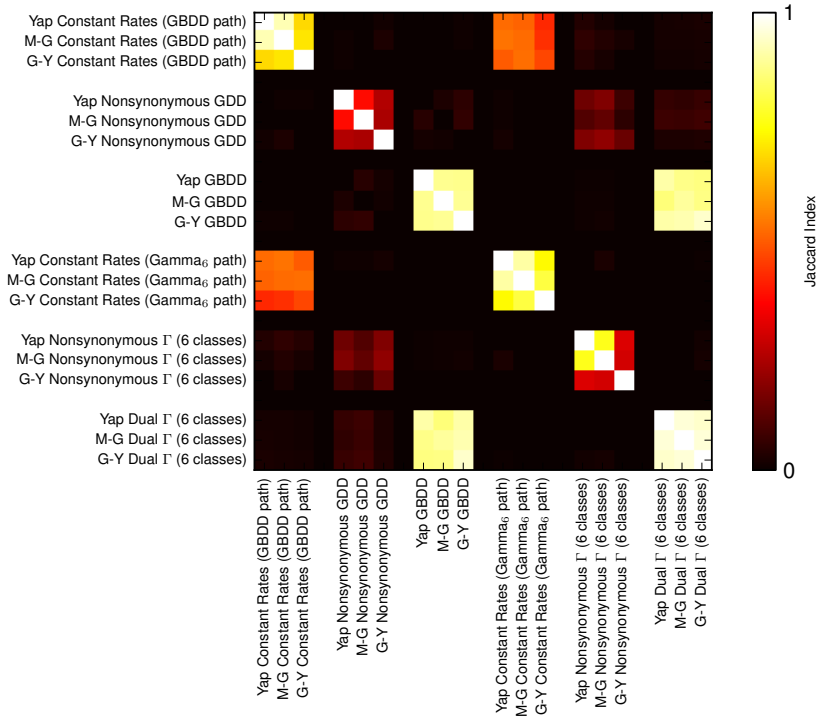 Yap Constant Rates (GBDD path)
M-G Constant Rates (GBDD path)
G-Y Constant Rates (GBDD path)
Yap Nonsynonymous GDD
M-G Nonsynonymous GDD
G-Y Nonsynonymous GDD
Yap GBDD
M-G GBDD
G-Y GBDD
Yap Constant Rates (Gamma₆ path)
M-G Constant Rates (Gamma₆ path)
G-Y Constant Rates (Gamma₆ path)
Yap Nonsynonymous Γ (6 classes)
M-G Nonsynonymous Γ (6 classes)
G-Y Nonsynonymous Γ (6 classes)
Yap Dual Γ (6 classes)
M-G Dual Γ (6 classes)
G-Y Dual Γ (6 classes)
Yap Constant Rates (GBDD path)
M-G Constant Rates (GBDD path)
G-Y Constant Rates (GBDD path)
Yap Nonsynonymous GDD
M-G Nonsynonymous GDD
G-Y Nonsynonymous GDD
Yap GBDD
M-G GBDD
G-Y GBDD
Yap Constant Rates (Gamma₆ path)
M-G Constant Rates (Gamma₆ path)
G-Y Constant Rates (Gamma₆ path)
Yap Nonsynonymous Γ (6 classes)
M-G Nonsynonymous Γ (6 classes)
G-Y Nonsynonymous Γ (6 classes)
Yap Dual Γ (6 classes)
M-G Dual Γ (6 classes)
G-Y Dual Γ (6 classes)
1
0
Jaccard Index